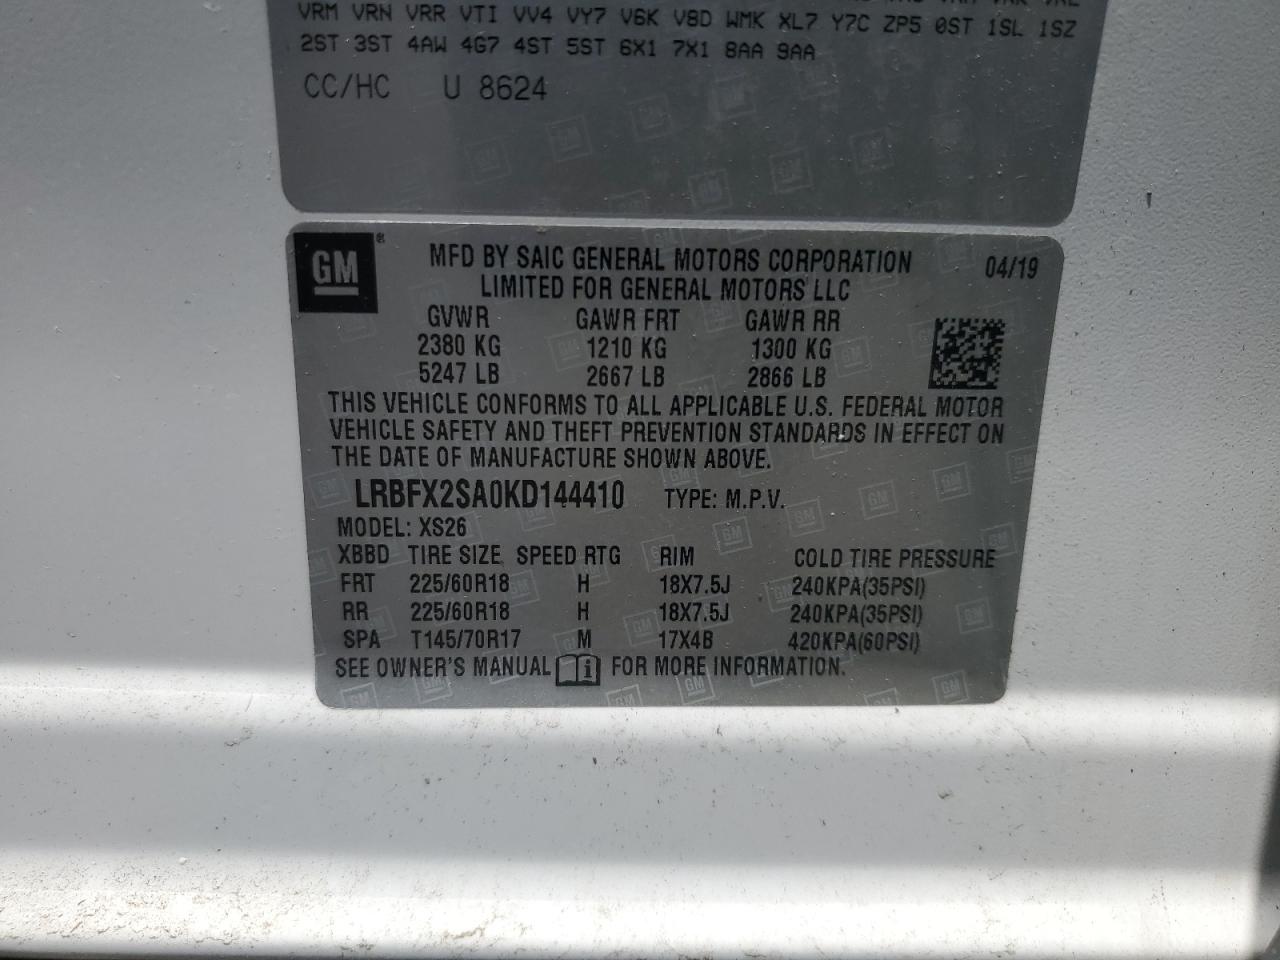 VRM VRN VRR VTI VV4 VY7 V6K V8D WMK XL7 Y7C ZP5 0ST 1SL 1SZ
2ST 3ST 4AW 4G7 4ST 5ST 6X1 7X1 8AA 9AA
CC/HC U 8624
GM ® MFD BY SAIC GENERAL MOTORS CORPORATION 04/19
LIMITED FOR GENERAL MOTORS LLC
GVWR GAWR FRT GAWR RR
2380 KG 1210 KG 1300 KG
5247 LB 2667 LB 2866 LB
THIS VEHICLE CONFORMS TO ALL APPLICABLE U.S. FEDERAL MOTOR
VEHICLE SAFETY AND THEFT PREVENTION STANDARDS IN EFFECT ON
THE DATE OF MANUFACTURE SHOWN ABOVE.
LRBFX2SA0KD144410 TYPE: M.P.V.
MODEL: XS26
XBBD TIRE SIZE SPEED RTG RIM COLD TIRE PRESSURE
FRT 225/60R18 H 18X7.5J 240KPA(35PSI)
RR 225/60R18 H 18X7.5J 240KPA(35PSI)
SPA T145/70R17 M 17X4B 420KPA(60PSI)
SEE OWNER'S MANUAL i FOR MORE INFORMATION.